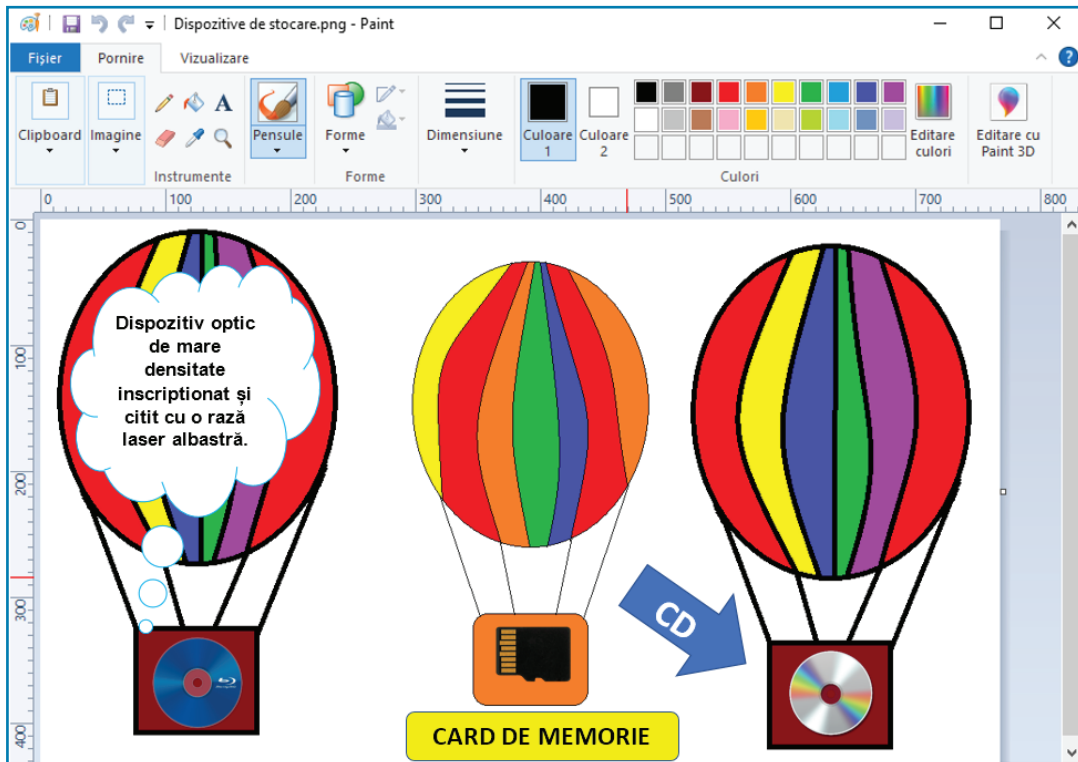 Dispozitive de stocare.png - Paint
Fișier Pornire Vizualizare
Clipboard Imagine A Pensule Forme Dimensiune Culoare 1 Culoare 2 Editare culori Editare cu Paint 3D
Instrumente Forme Culori
0 100 200 300 400 500 600 700 800
0
100
200
300
400
Dispozitiv optic
de mare
densitate
inscripționat și
citit cu o rază
laser albastră.
CD
CARD DE MEMORIE